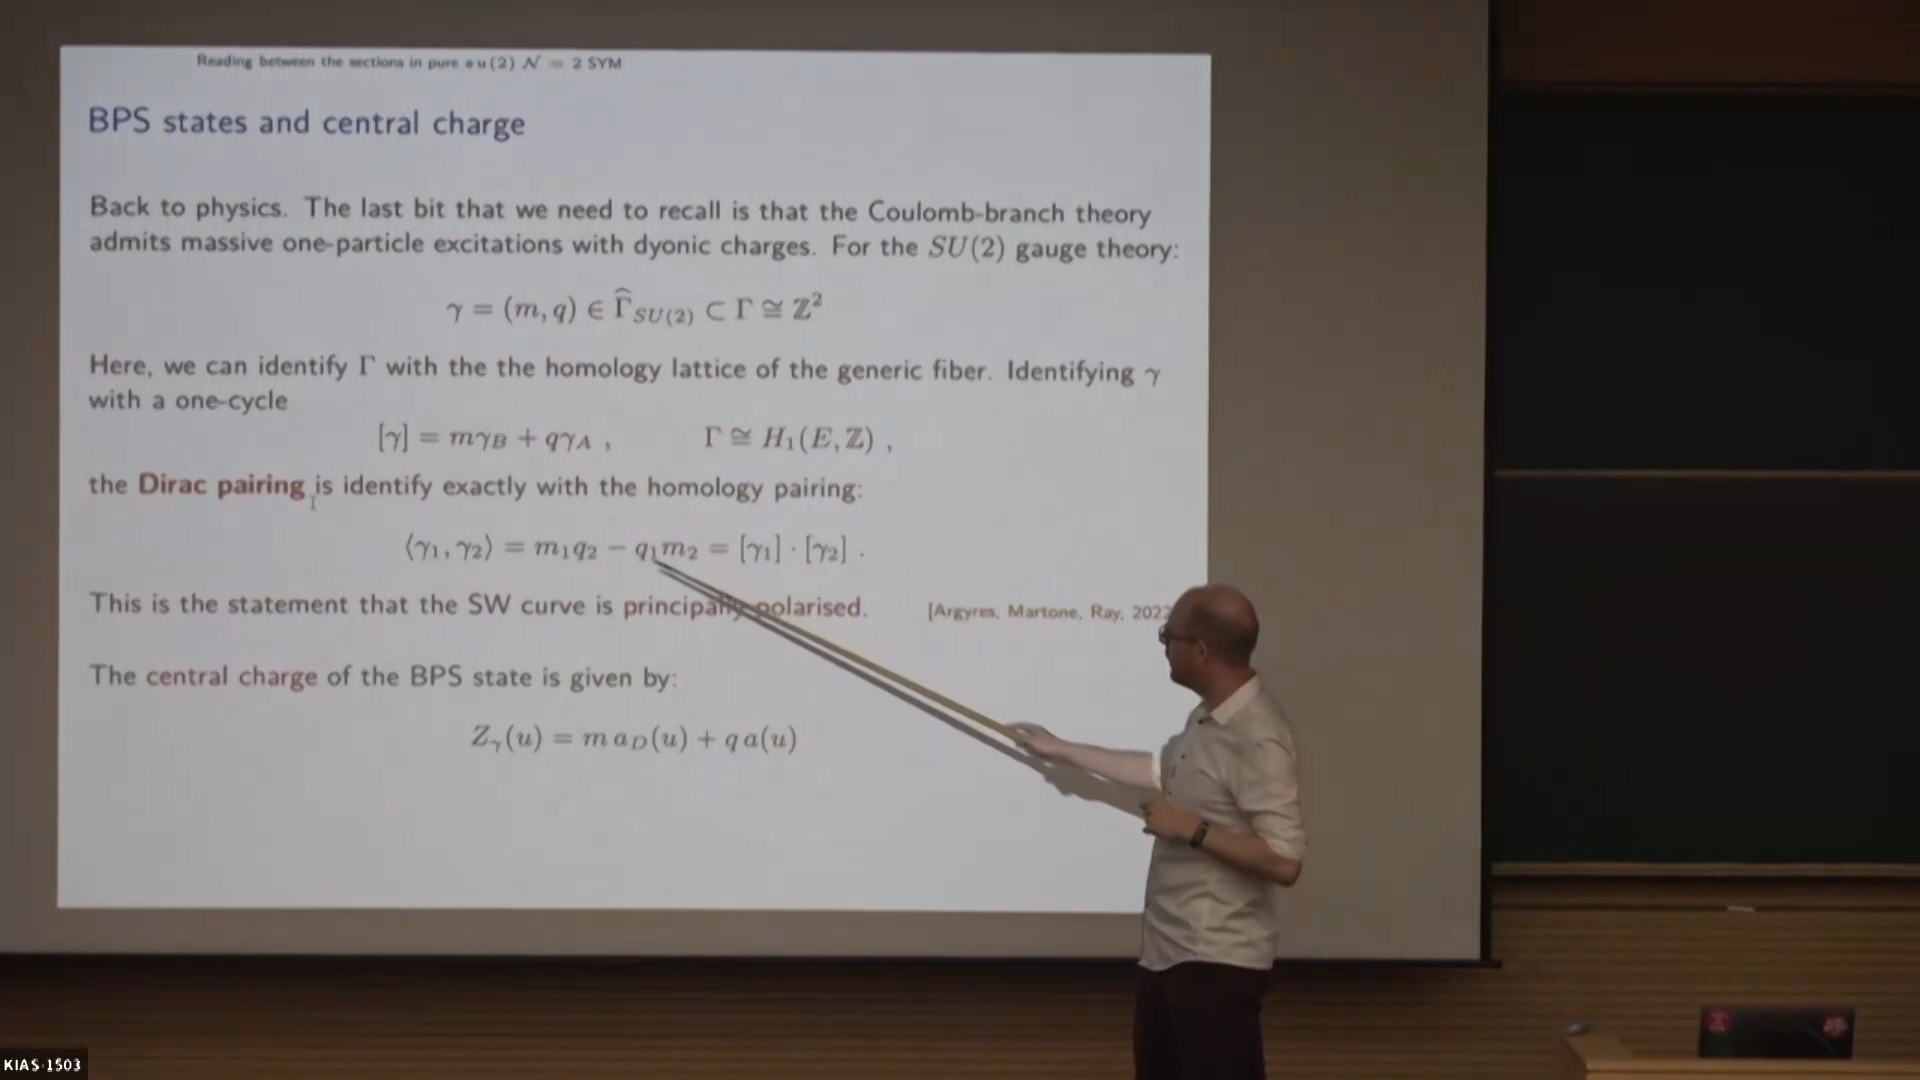 Reading between the sections in pure su(2) N = 2 SYM
BPS states and central charge
Back to physics. The last bit that we need to recall is that the Coulomb-branch theory
admits massive one-particle excitations with dyonic charges. For the SU(2) gauge theory:
γ = (m, q) ∈ Γ̂_{SU(2)} ⊂ Γ ≅ ℤ²
Here, we can identify Γ with the the homology lattice of the generic fiber. Identifying γ
with a one-cycle
[γ] = mγ_B + qγ_A , Γ ≅ H₁(E, ℤ) ,
the Dirac pairing is identify exactly with the homology pairing:
⟨γ₁, γ₂⟩ = m₁q₂ − q₁m₂ = [γ₁] · [γ₂] .
This is the statement that the SW curve is principally polarised. [Argyres, Martone, Ray, 2022
The central charge of the BPS state is given by:
Z_γ(u) = m a_D(u) + q a(u)
KIAS 1503